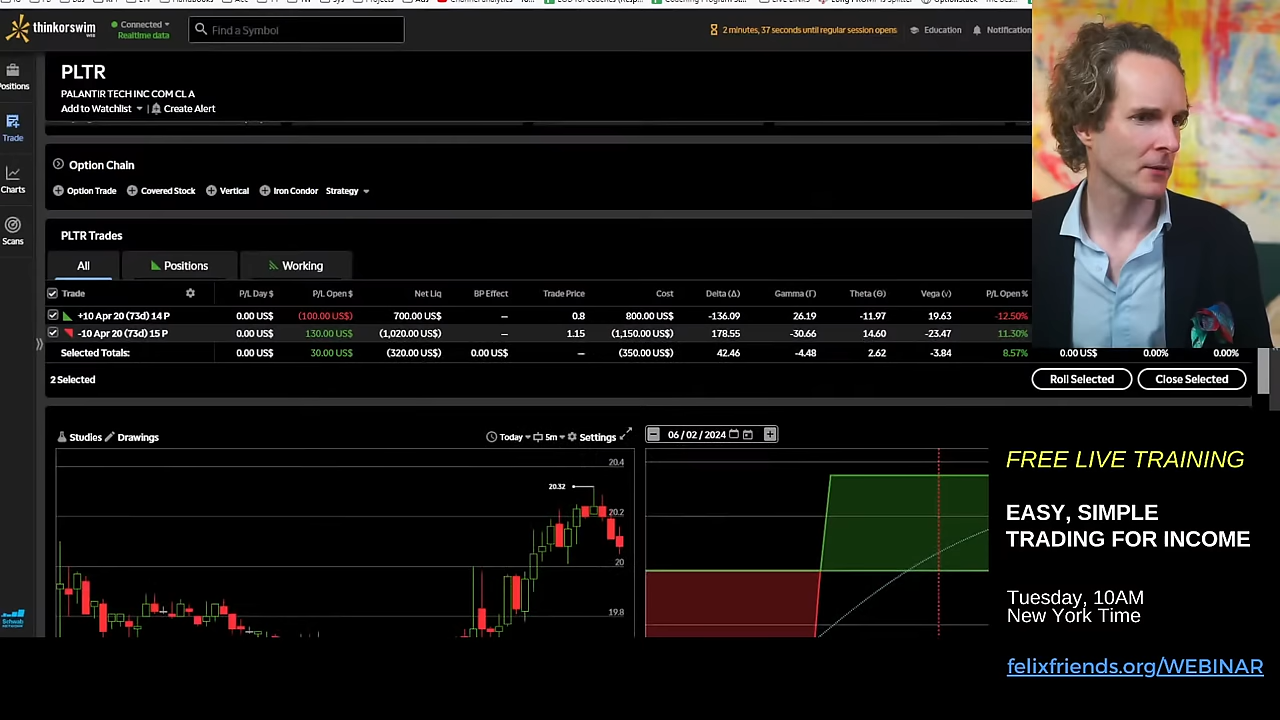 thinkorswim
WEB
Connected
Realtime data
Find a Symbol
2 minutes, 37 seconds until regular session opens
Education
Notification
Positions
Trade
Charts
Scans
PLTR
PALANTIR TECH INC COM CL A
Add to Watchlist | Create Alert
Option Chain
Option Trade Covered Stock Vertical Iron Condor Strategy
PLTR Trades
All Positions Working
Trade P/L Day $ P/L Open $ Net Liq BP Effect Trade Price Cost Delta (Δ) Gamma (Γ) Theta (Θ) Vega (ν) P/L Open %
+10 Apr 20 (73d) 14 P 0.00 US$ (100.00 US$) 700.00 US$ — 0.8 800.00 US$ -136.09 26.19 -11.97 19.63 -12.50%
-10 Apr 20 (73d) 15 P 0.00 US$ 130.00 US$ (1,020.00 US$) — 1.15 (1,150.00 US$) 178.55 -30.66 14.60 -23.47 11.30%
Selected Totals: 0.00 US$ 30.00 US$ (320.00 US$) 0.00 US$ — (350.00 US$) 42.46 -4.48 2.62 -3.84 8.57% 0.00 US$ 0.00% 0.00%
2 Selected
Roll Selected Close Selected
Studies Drawings
Today 5m Settings
06/02/2024
20.4
20.32
20.2
20
19.8
Schwab
NETWORK
FREE LIVE TRAINING
EASY, SIMPLE
TRADING FOR INCOME
Tuesday, 10AM
New York Time
felixfriends.org/WEBINAR